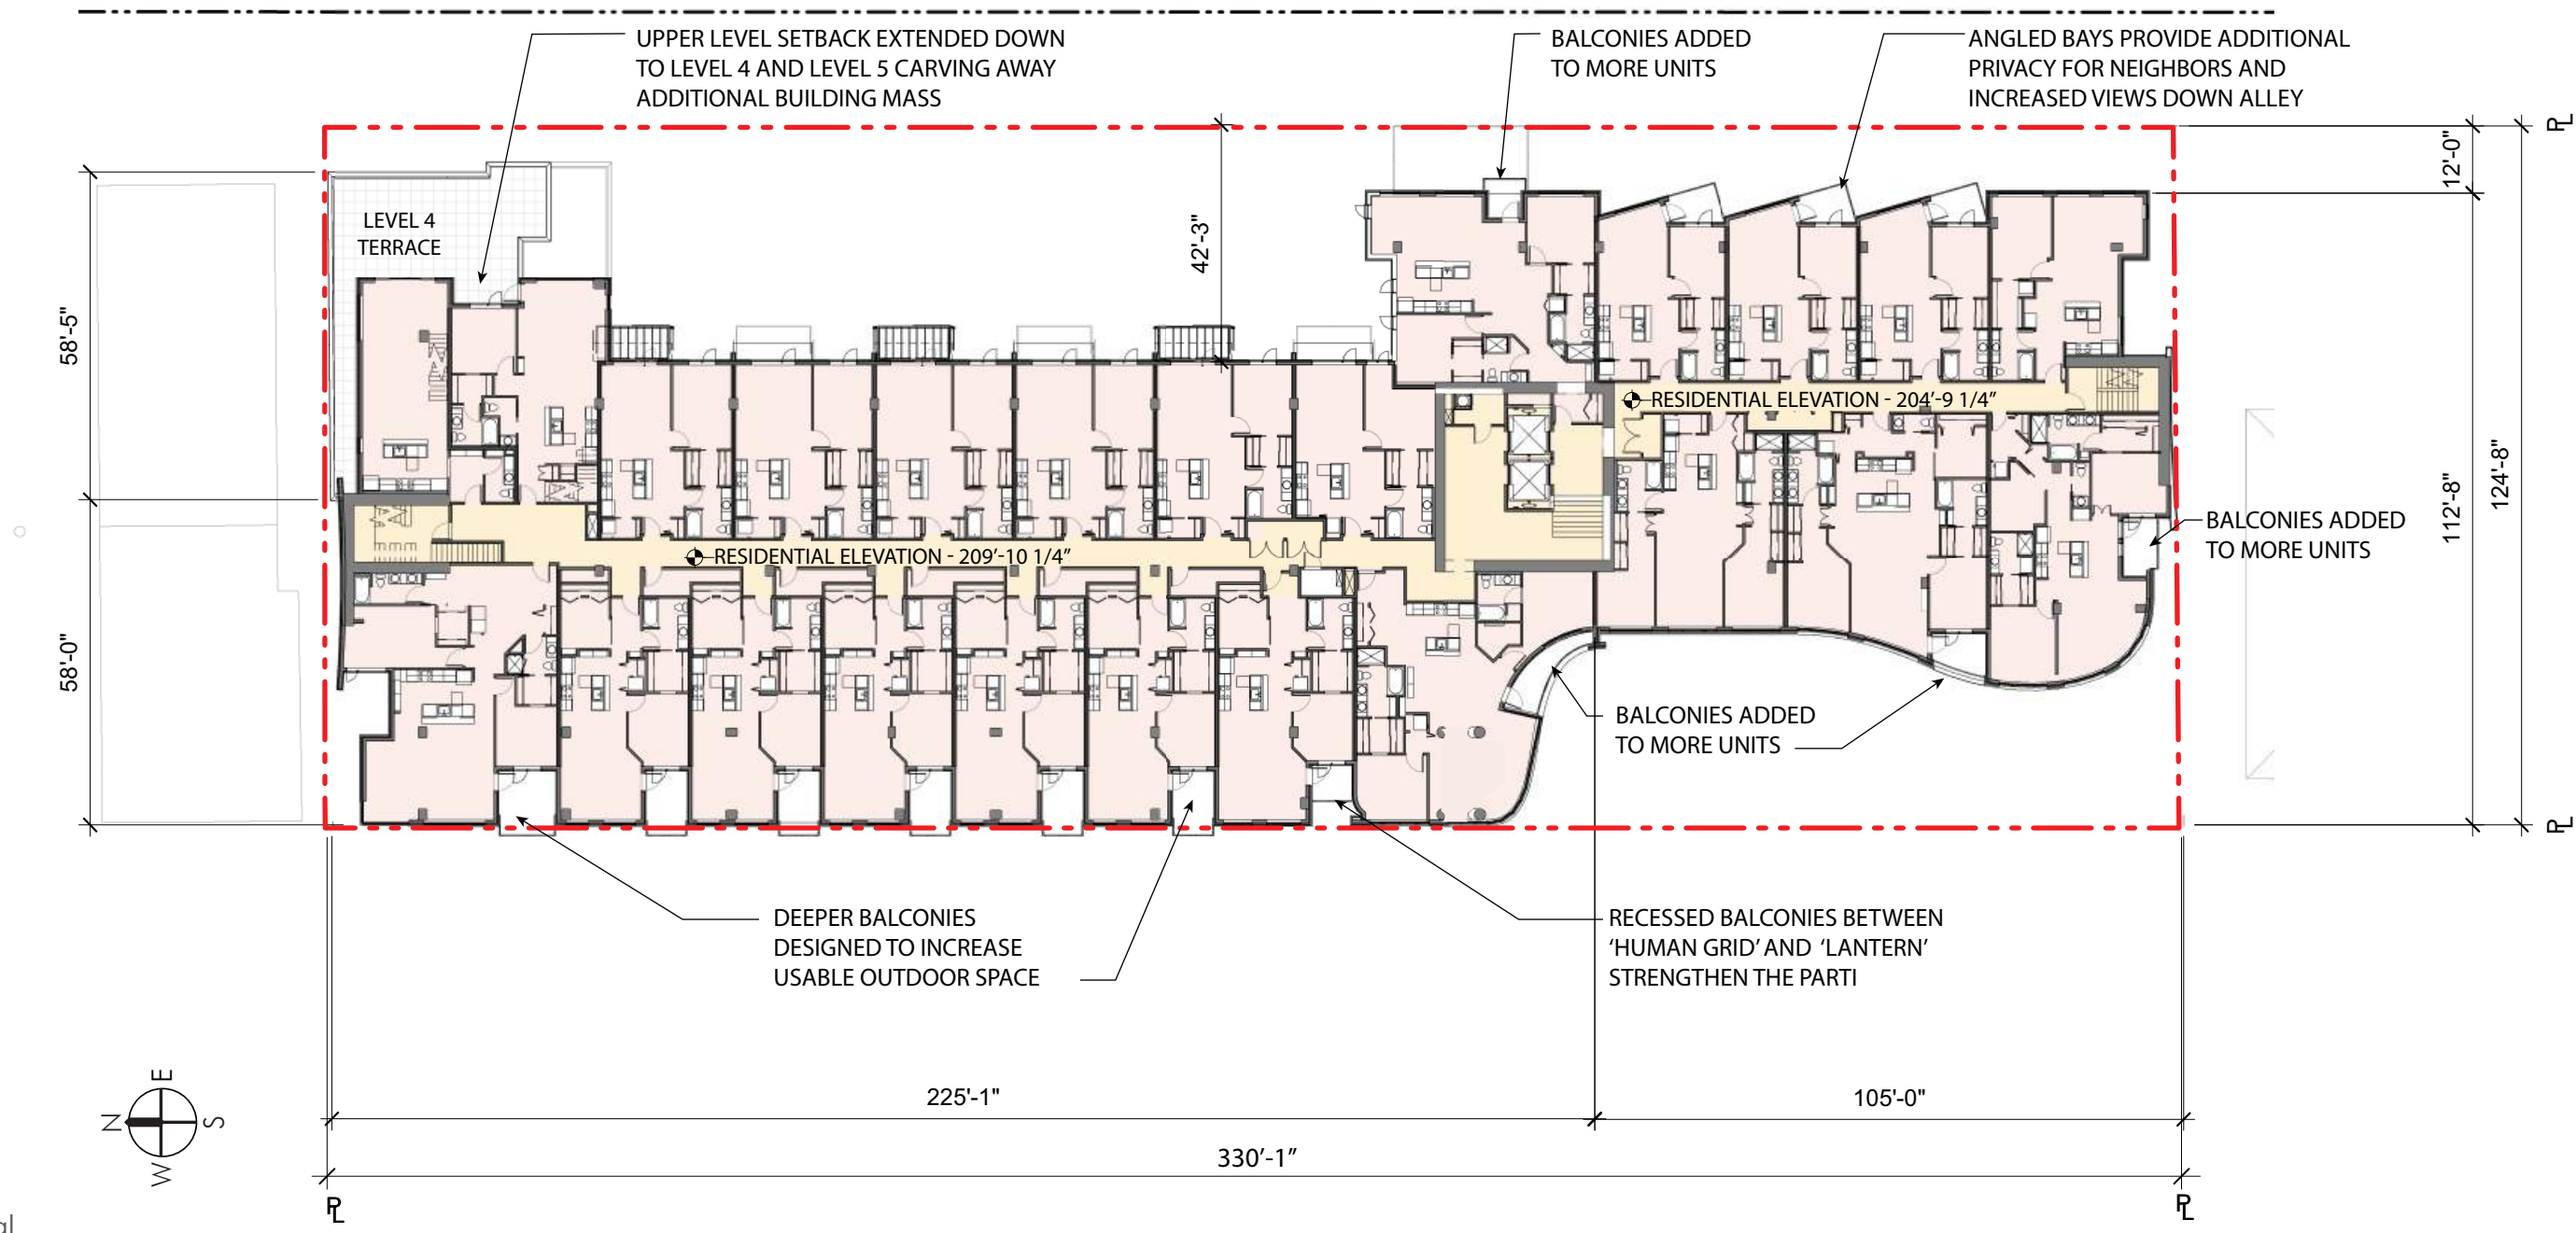 UPPER LEVEL SETBACK EXTENDED DOWN
TO LEVEL 4 AND LEVEL 5 CARVING AWAY
ADDITIONAL BUILDING MASS
BALCONIES ADDED
TO MORE UNITS
ANGLED BAYS PROVIDE ADDITIONAL
PRIVACY FOR NEIGHBORS AND
INCREASED VIEWS DOWN ALLEY
PL
12'-0"
LEVEL 4
TERRACE
42'-3"
58'-5"
RESIDENTIAL ELEVATION - 204'-9 1/4"
112'-8"
124'-8"
BALCONIES ADDED
TO MORE UNITS
RESIDENTIAL ELEVATION - 209'-10 1/4"
58'-0"
BALCONIES ADDED
TO MORE UNITS
PL
DEEPER BALCONIES
DESIGNED TO INCREASE
USABLE OUTDOOR SPACE
RECESSED BALCONIES BETWEEN
‘HUMAN GRID’ AND ‘LANTERN’
STRENGTHEN THE PARTI
E
N
S
W
225'-1"
105'-0"
330'-1"
PL
PL
al